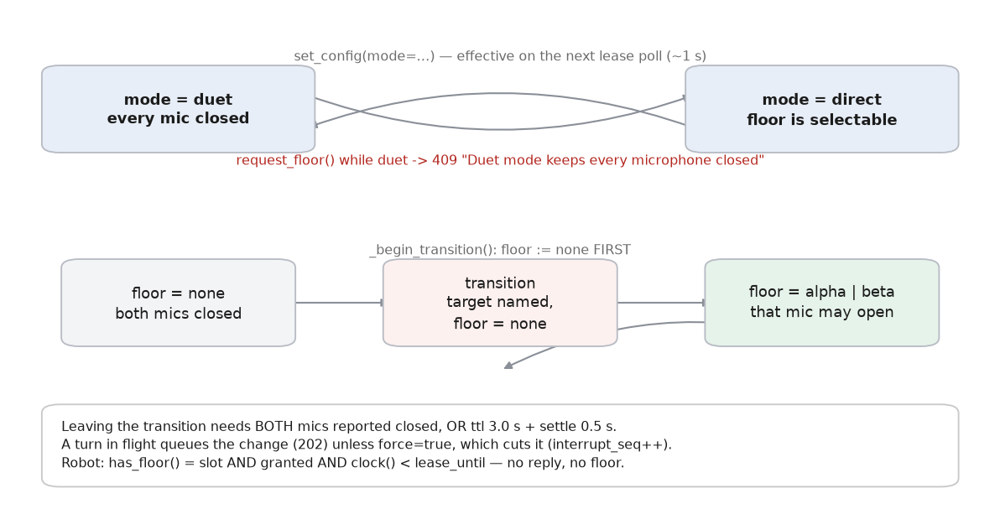 set_config(mode=…) — effective on the next lease poll (~1 s)
mode = duet
every mic closed
mode = direct
floor is selectable
request_floor() while duet -> 409 "Duet mode keeps every microphone closed"
_begin_transition(): floor := none FIRST
floor = none
both mics closed
transition
target named,
floor = none
floor = alpha | beta
that mic may open
Leaving the transition needs BOTH mics reported closed, OR ttl 3.0 s + settle 0.5 s.
A turn in flight queues the change (202) unless force=true, which cuts it (interrupt_seq++).
Robot: has_floor() = slot AND granted AND clock() < lease_until — no reply, no floor.